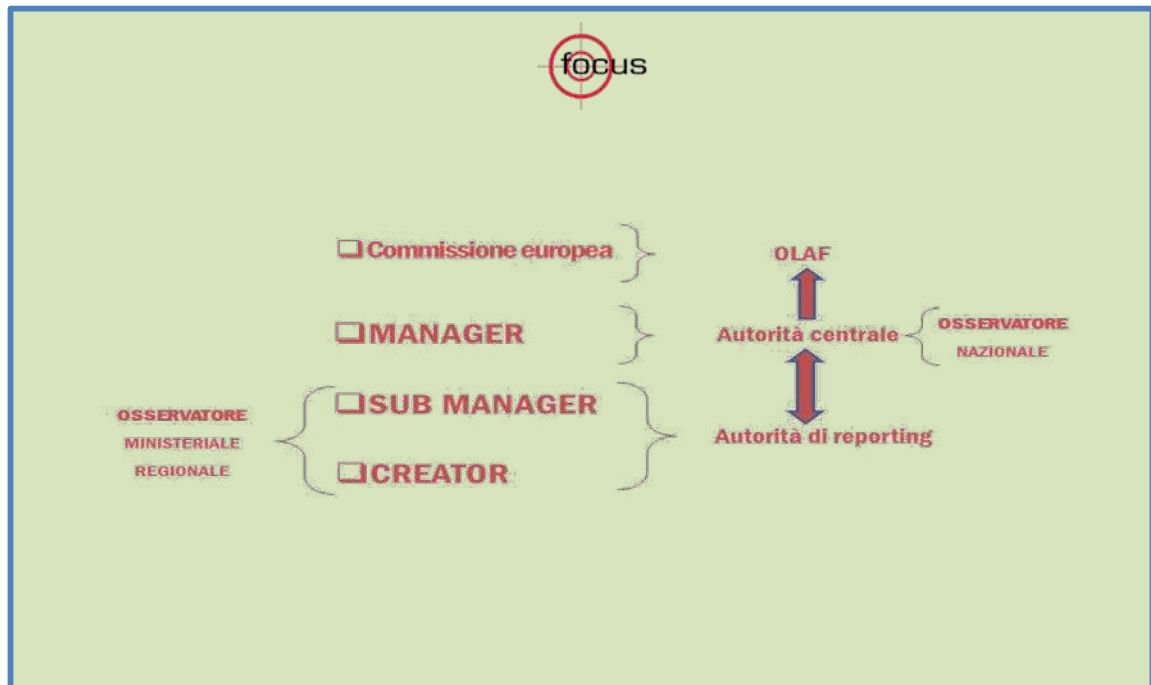 focus
Commissione europea
OLAF
MANAGER
Autorità centrale
OSSERVATORE
NAZIONALE
SUB MANAGER
OSSERVATORE
MINISTERIALE
REGIONALE
Autorità di reporting
CREATOR